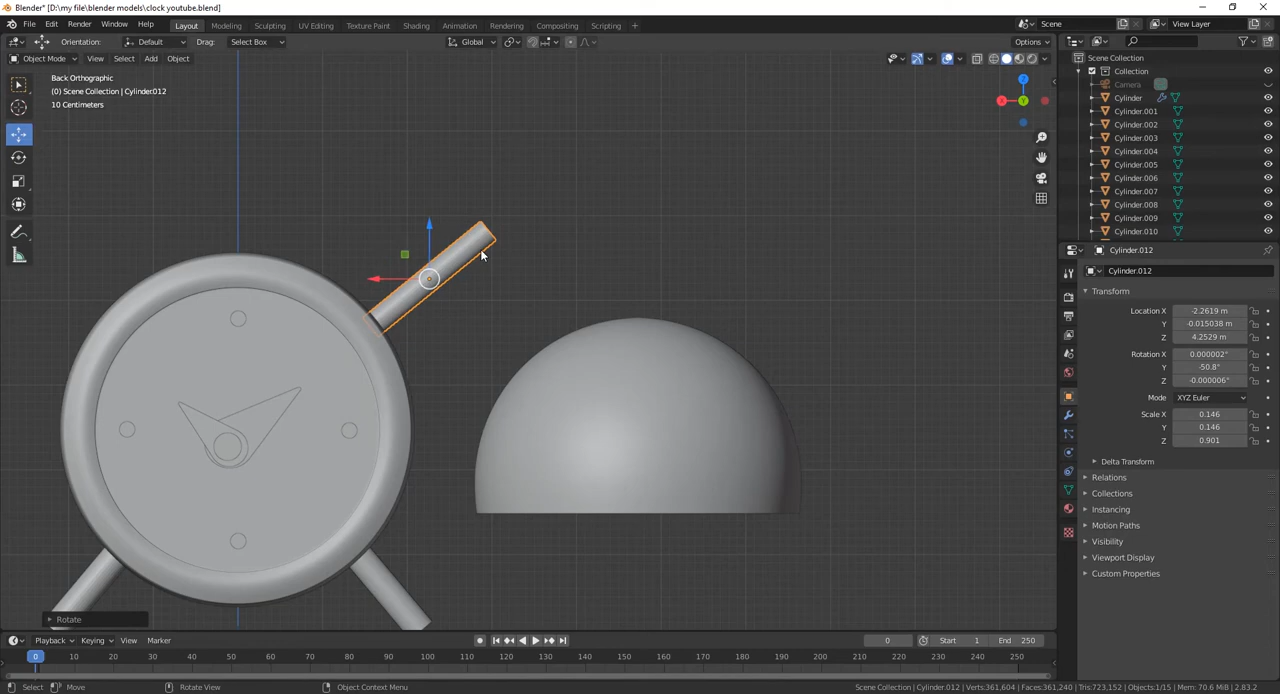 Blender* [D:\my file\blender models\clock youtube.blend]
File Edit Render Window Help Layout Modeling Sculpting UV Editing Texture Paint Shading Animation Rendering Compositing Scripting + Scene View Layer
Orientation: Default Drag: Select Box Global Options
Object Mode View Select Add Object
Back Orthographic
(0) Scene Collection | Cylinder.012
10 Centimeters
Z
X
Y
Scene Collection
Collection
Camera
Cylinder
Cylinder.001
Cylinder.002
Cylinder.003
Cylinder.004
Cylinder.005
Cylinder.006
Cylinder.007
Cylinder.008
Cylinder.009
Cylinder.010
Cylinder.012
Cylinder.012
Transform
Location X -2.2619 m
Y -0.015038 m
Z 4.2529 m
Rotation X 0.000002°
Y -50.8°
Z -0.000006°
Mode XYZ Euler
Scale X 0.146
Y 0.146
Z 0.901
Delta Transform
Relations
Collections
Instancing
Motion Paths
Visibility
Viewport Display
Custom Properties
Rotate
Playback Keying View Marker 0 Start 1 End 250
0 10 20 30 40 50 60 70 80 90 100 110 120 130 140 150 160 170 180 190 200 210 220 230 240 250
Select Move Rotate View Object Context Menu Scene Collection | Cylinder.012 | Verts:361,604 | Faces:361,240 | Tris:723,152 | Objects:1/15 | Mem: 70.6 MiB | 2.83.2